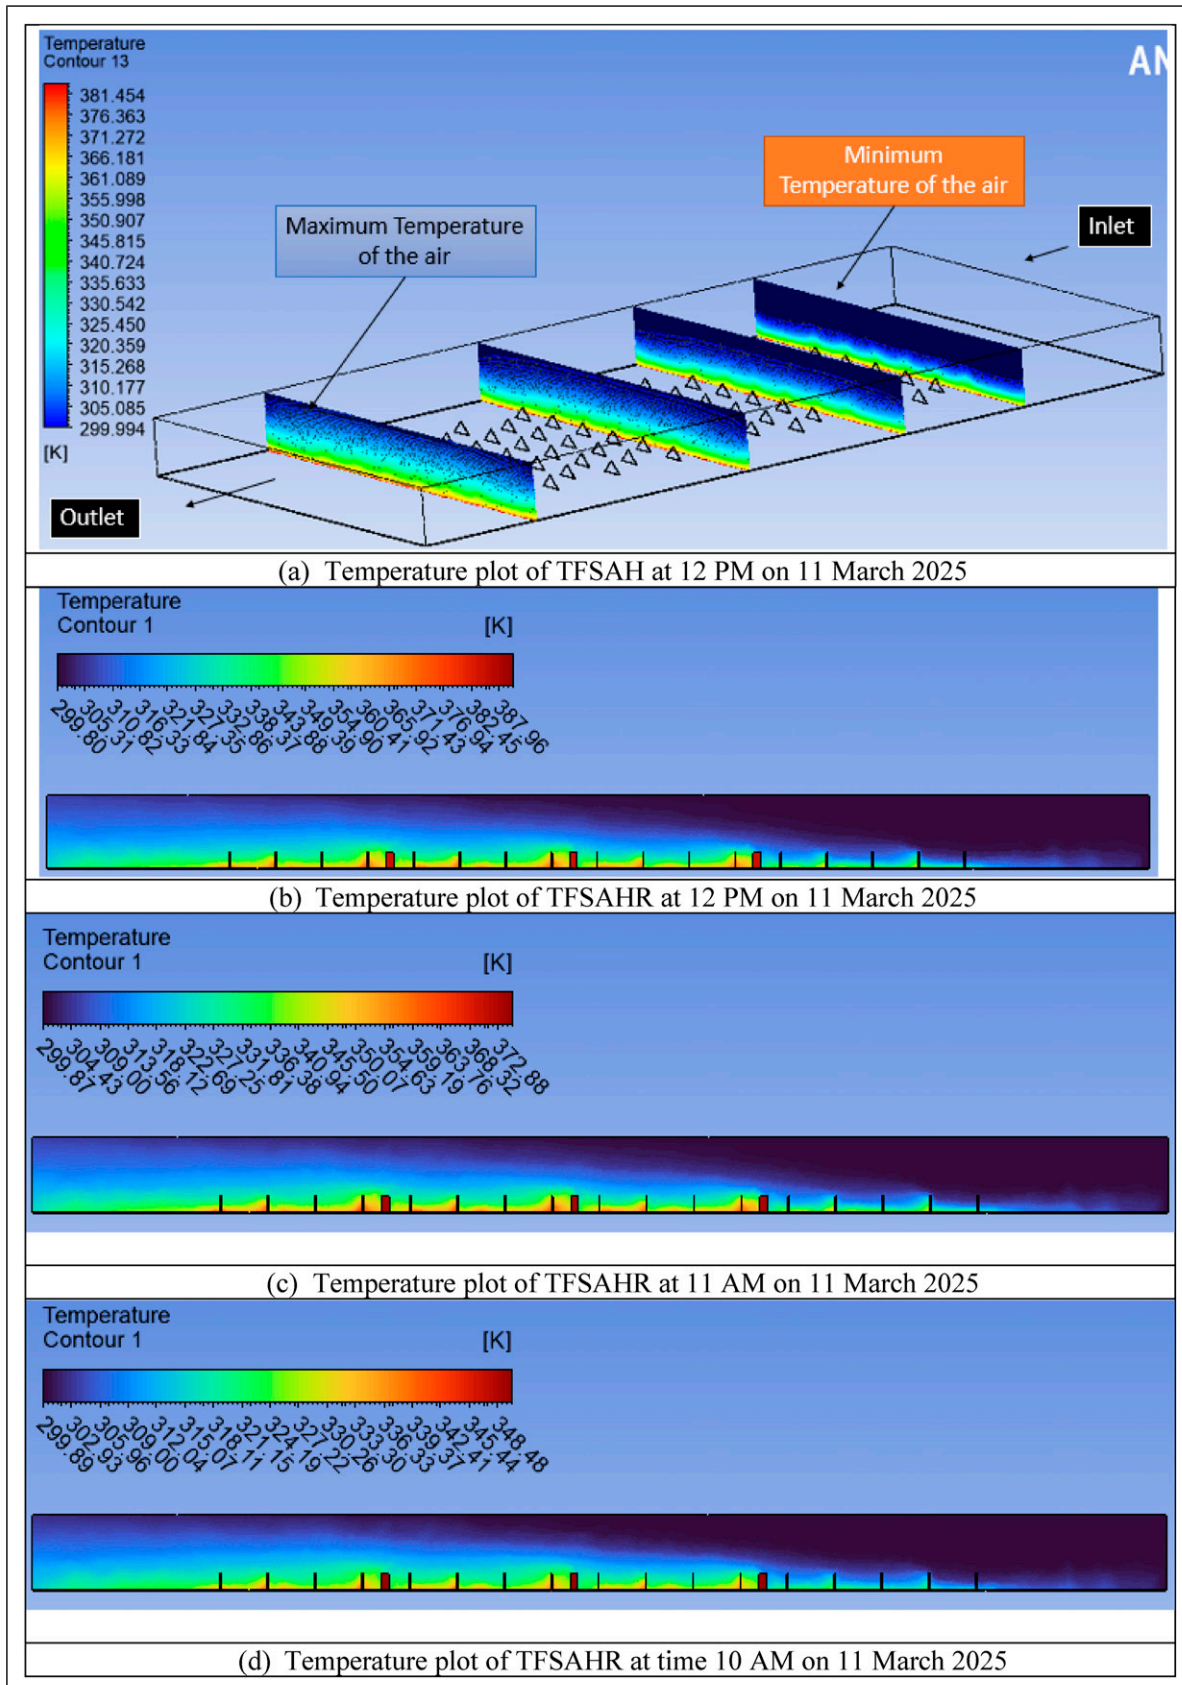 Temperature
Contour 13
AN
381.454
376.363
371.272
366.181
361.089
355.998
350.907
345.815
340.724
335.633
330.542
325.450
320.359
315.268
310.177
305.085
299.994
[K]
Maximum Temperature
of the air
Minimum
Temperature of the air
Inlet
Outlet
(a) Temperature plot of TFSAH at 12 PM on 11 March 2025
Temperature
Contour 1 [K]
299.80 305.31 310.82 316.33 321.84 327.35 332.86 338.37 343.88 349.39 354.90 360.41 365.92 371.43 376.94 382.45 387.96
(b) Temperature plot of TFSAHR at 12 PM on 11 March 2025
Temperature
Contour 1 [K]
299.87 304.43 309.00 313.56 318.12 322.69 327.25 331.81 336.38 340.94 345.50 350.07 354.63 359.19 363.76 368.32 372.88
(c) Temperature plot of TFSAHR at 11 AM on 11 March 2025
Temperature
Contour 1 [K]
299.89 302.93 305.96 309.00 312.04 315.07 318.11 321.15 324.19 327.22 330.26 333.30 336.33 339.37 342.41 345.44 348.48
(d) Temperature plot of TFSAHR at time 10 AM on 11 March 2025